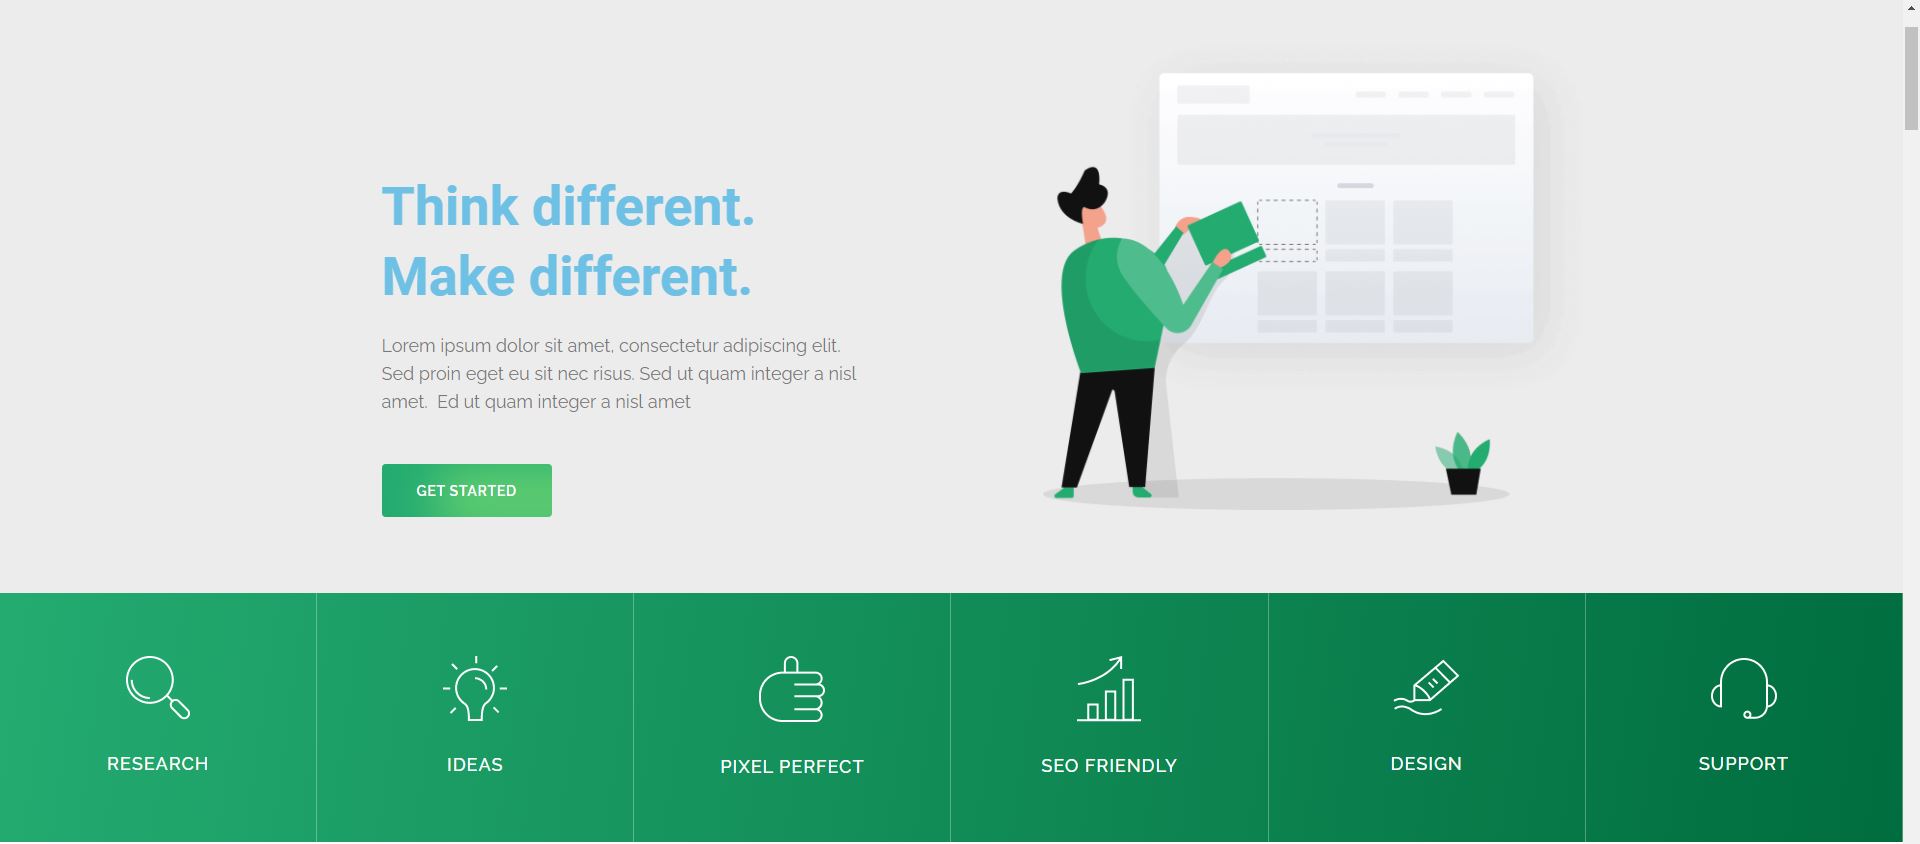 Think different.
Make different.
Lorem ipsum dolor sit amet, consectetur adipiscing elit.
Sed proin eget eu sit nec risus. Sed ut quam integer a nisl
amet.  Ed ut quam integer a nisl amet
GET STARTED
RESEARCH
IDEAS
PIXEL PERFECT
SEO FRIENDLY
DESIGN
SUPPORT